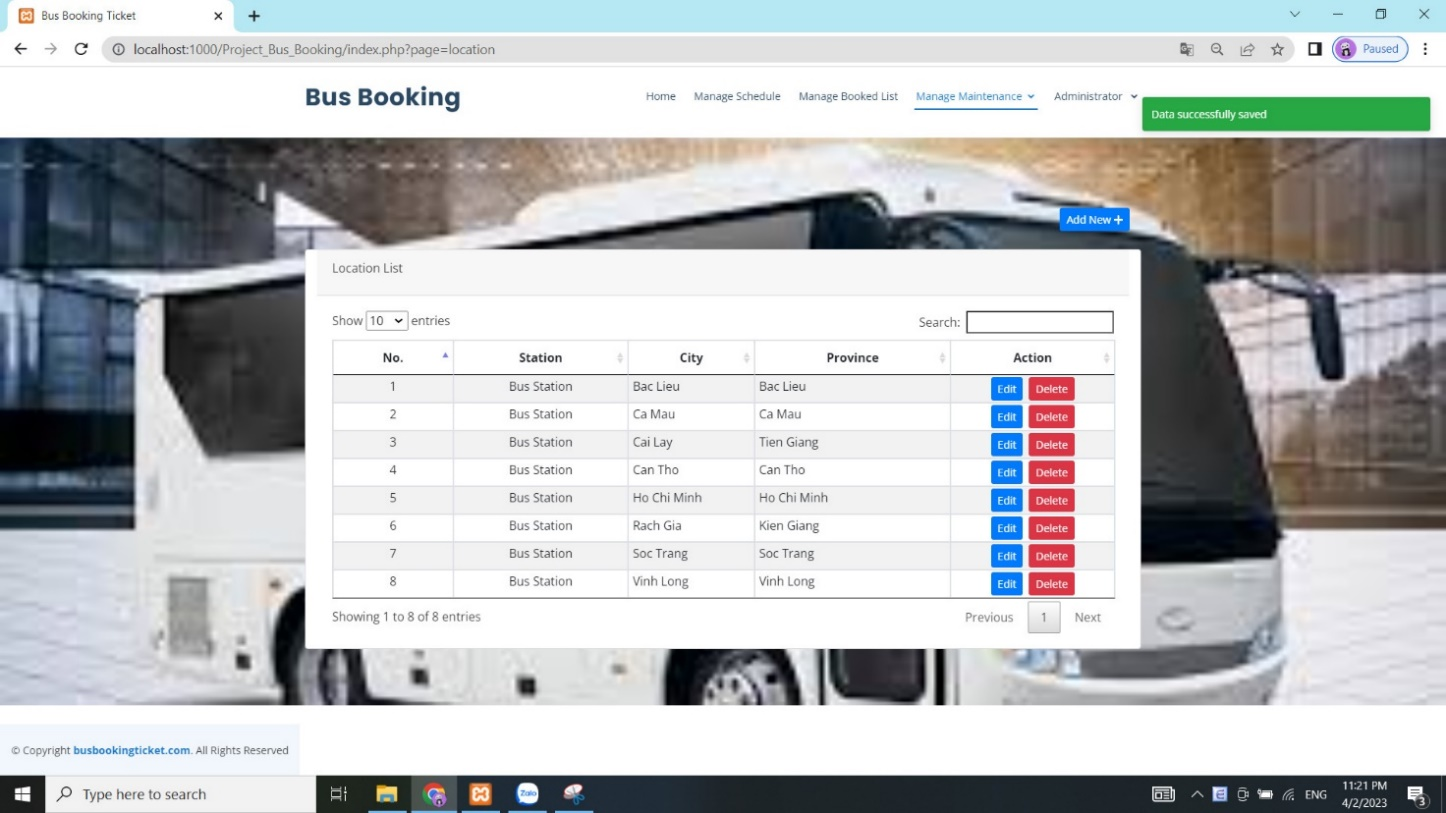 Bus Booking Ticket
localhost:1000/Project_Bus_Booking/index.php?page=location
Paused
Bus Booking
Home Manage Schedule Manage Booked List Manage Maintenance Administrator
Data successfully saved
Add New +
Location List
Show 10 entries Search:
No. Station City Province Action
1 Bus Station Bac Lieu Bac Lieu Edit Delete
2 Bus Station Ca Mau Ca Mau Edit Delete
3 Bus Station Cai Lay Tien Giang Edit Delete
4 Bus Station Can Tho Can Tho Edit Delete
5 Bus Station Ho Chi Minh Ho Chi Minh Edit Delete
6 Bus Station Rach Gia Kien Giang Edit Delete
7 Bus Station Soc Trang Soc Trang Edit Delete
8 Bus Station Vinh Long Vinh Long Edit Delete
Showing 1 to 8 of 8 entries Previous 1 Next
© Copyright busbookingticket.com. All Rights Reserved
Type here to search
Zalo
ENG
11:21 PM
4/2/2023
3